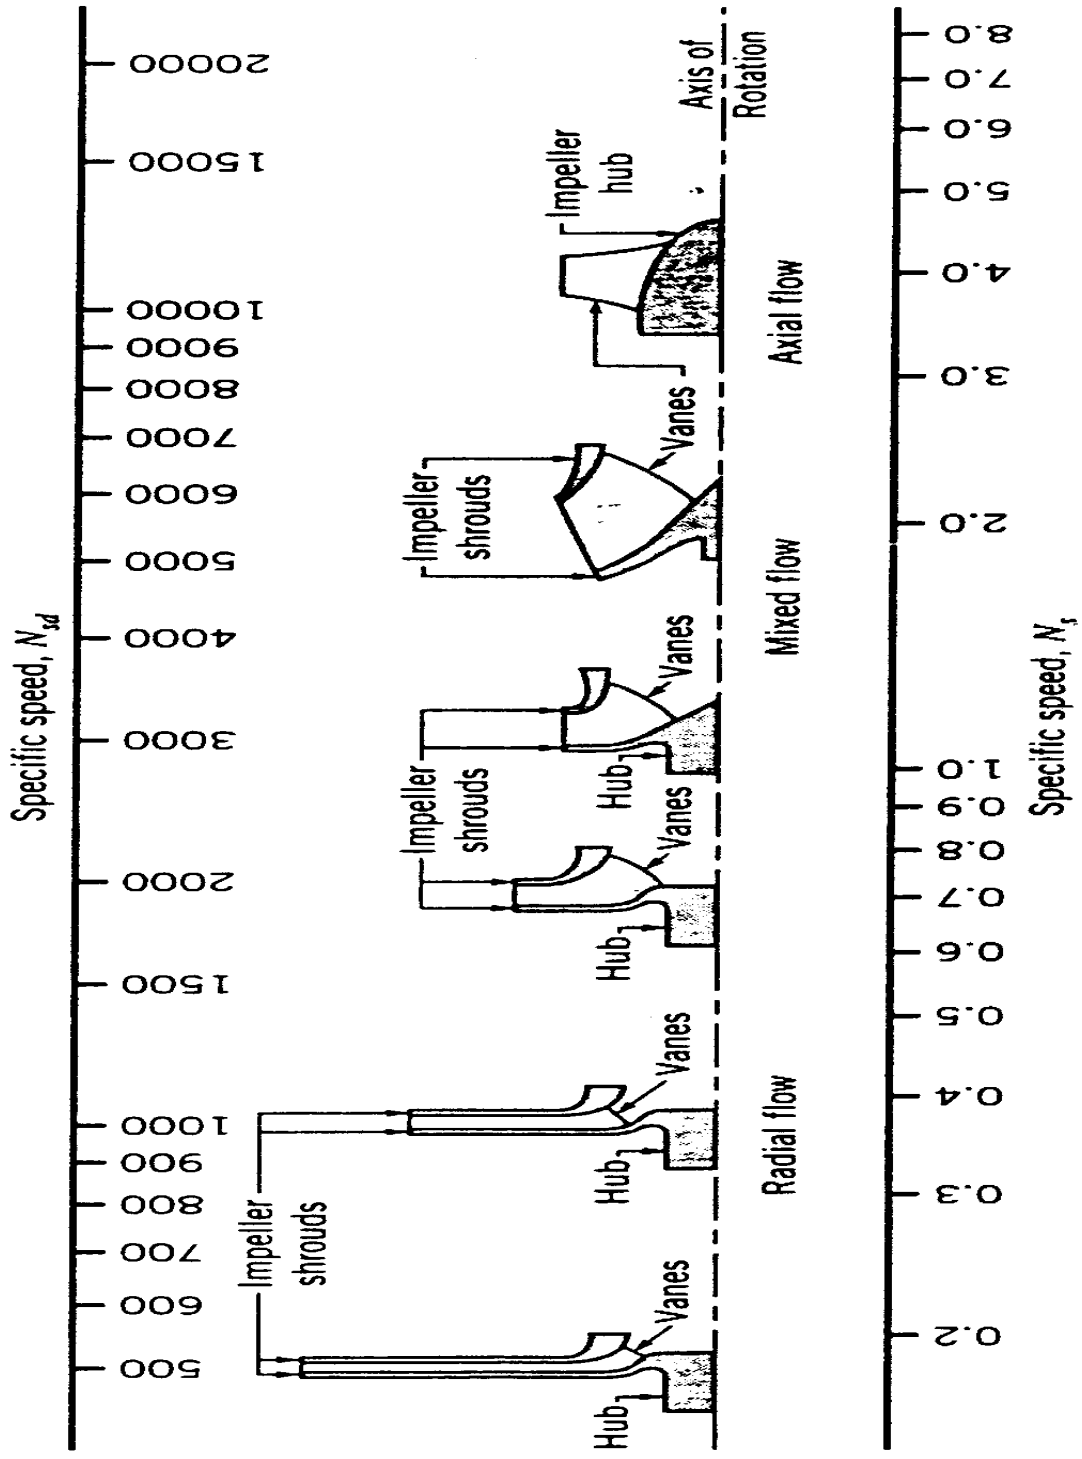 Specific speed, Nsd
500
600
700
800
900
1000
1500
2000
3000
4000
5000
6000
7000
8000
9000
10000
15000
20000
Impeller
shrouds
Impeller
shrouds
Impeller
shrouds
Impeller
hub
Hub
Vanes
Hub
Vanes
Hub
Vanes
Hub
Vanes
Vanes
Vanes
Axis of
Rotation
Radial flow
Mixed flow
Axial flow
0.2
0.3
0.4
0.5
0.6
0.7
0.8
0.9
1.0
2.0
3.0
4.0
5.0
6.0
7.0
8.0
Specific speed, Ns